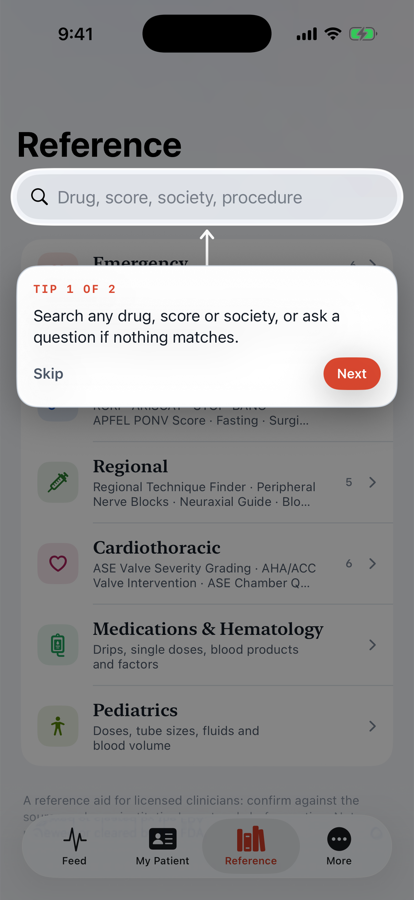 9:41
Reference
Drug, score, society, procedure
Emergency
TIP 1 OF 2
Search any drug, score or society, or ask a
question if nothing matches.
Skip
Next
APFEL PONV Score · Fasting · Surgi...
Regional
Regional Technique Finder · Peripheral
Nerve Blocks · Neuraxial Guide · Blo...
5
Cardiothoracic
ASE Valve Severity Grading · AHA/ACC
Valve Intervention · ASE Chamber Q...
6
Medications & Hematology
Drips, single doses, blood products
and factors
Pediatrics
Doses, tube sizes, fluids and
blood volume
A reference aid for licensed clinicians: confirm against the
Feed
My Patient
Reference
More